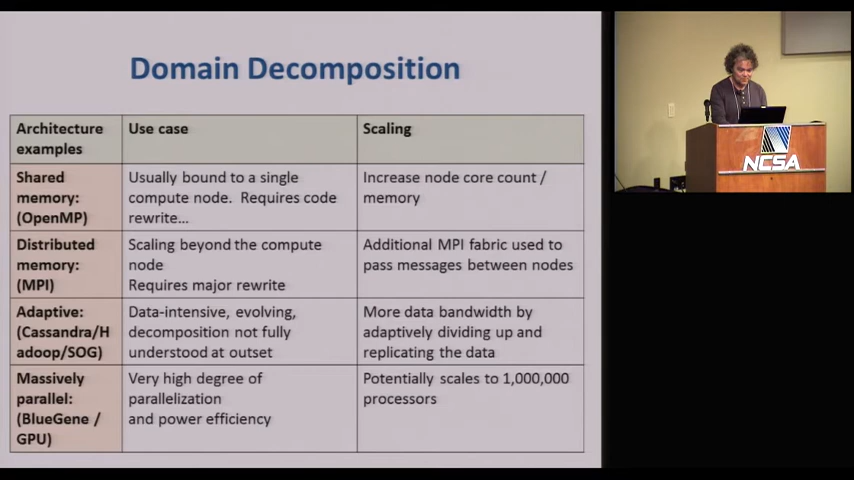 Domain Decomposition
Architecture
examples
Use case
Scaling
Shared
memory:
(OpenMP)
Usually bound to a single
compute node. Requires code
rewrite...
Increase node core count /
memory
Distributed
memory:
(MPI)
Scaling beyond the compute
node
Requires major rewrite
Additional MPI fabric used to
pass messages between nodes
Adaptive:
(Cassandra/H
adoop/SOG)
Data-intensive, evolving,
decomposition not fully
understood at outset
More data bandwidth by
adaptively dividing up and
replicating the data
Massively
parallel:
(BlueGene /
GPU)
Very high degree of
parallelization
and power efficiency
Potentially scales to 1,000,000
processors
NCSA